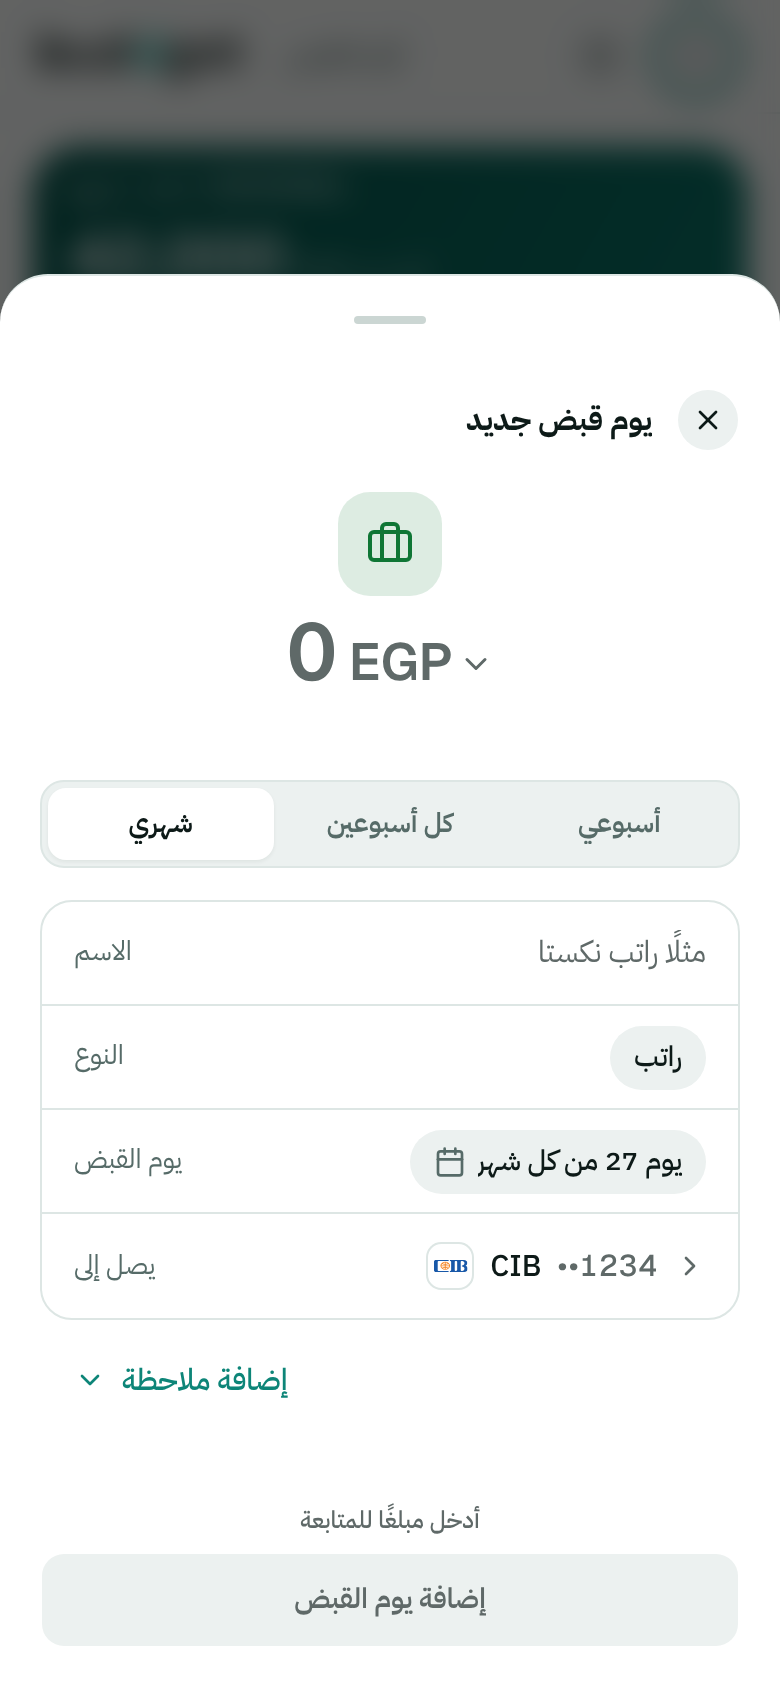 يوم قبض جديد
0 EGP
أسبوعي
كل أسبوعين
شهري
الاسم
مثلًا راتب نكستا
النوع
راتب
يوم القبض
يوم 27 من كل شهر
يصل إلى
CIB CIB ••1234
إضافة ملاحظة
أدخل مبلغًا للمتابعة
إضافة يوم القبض